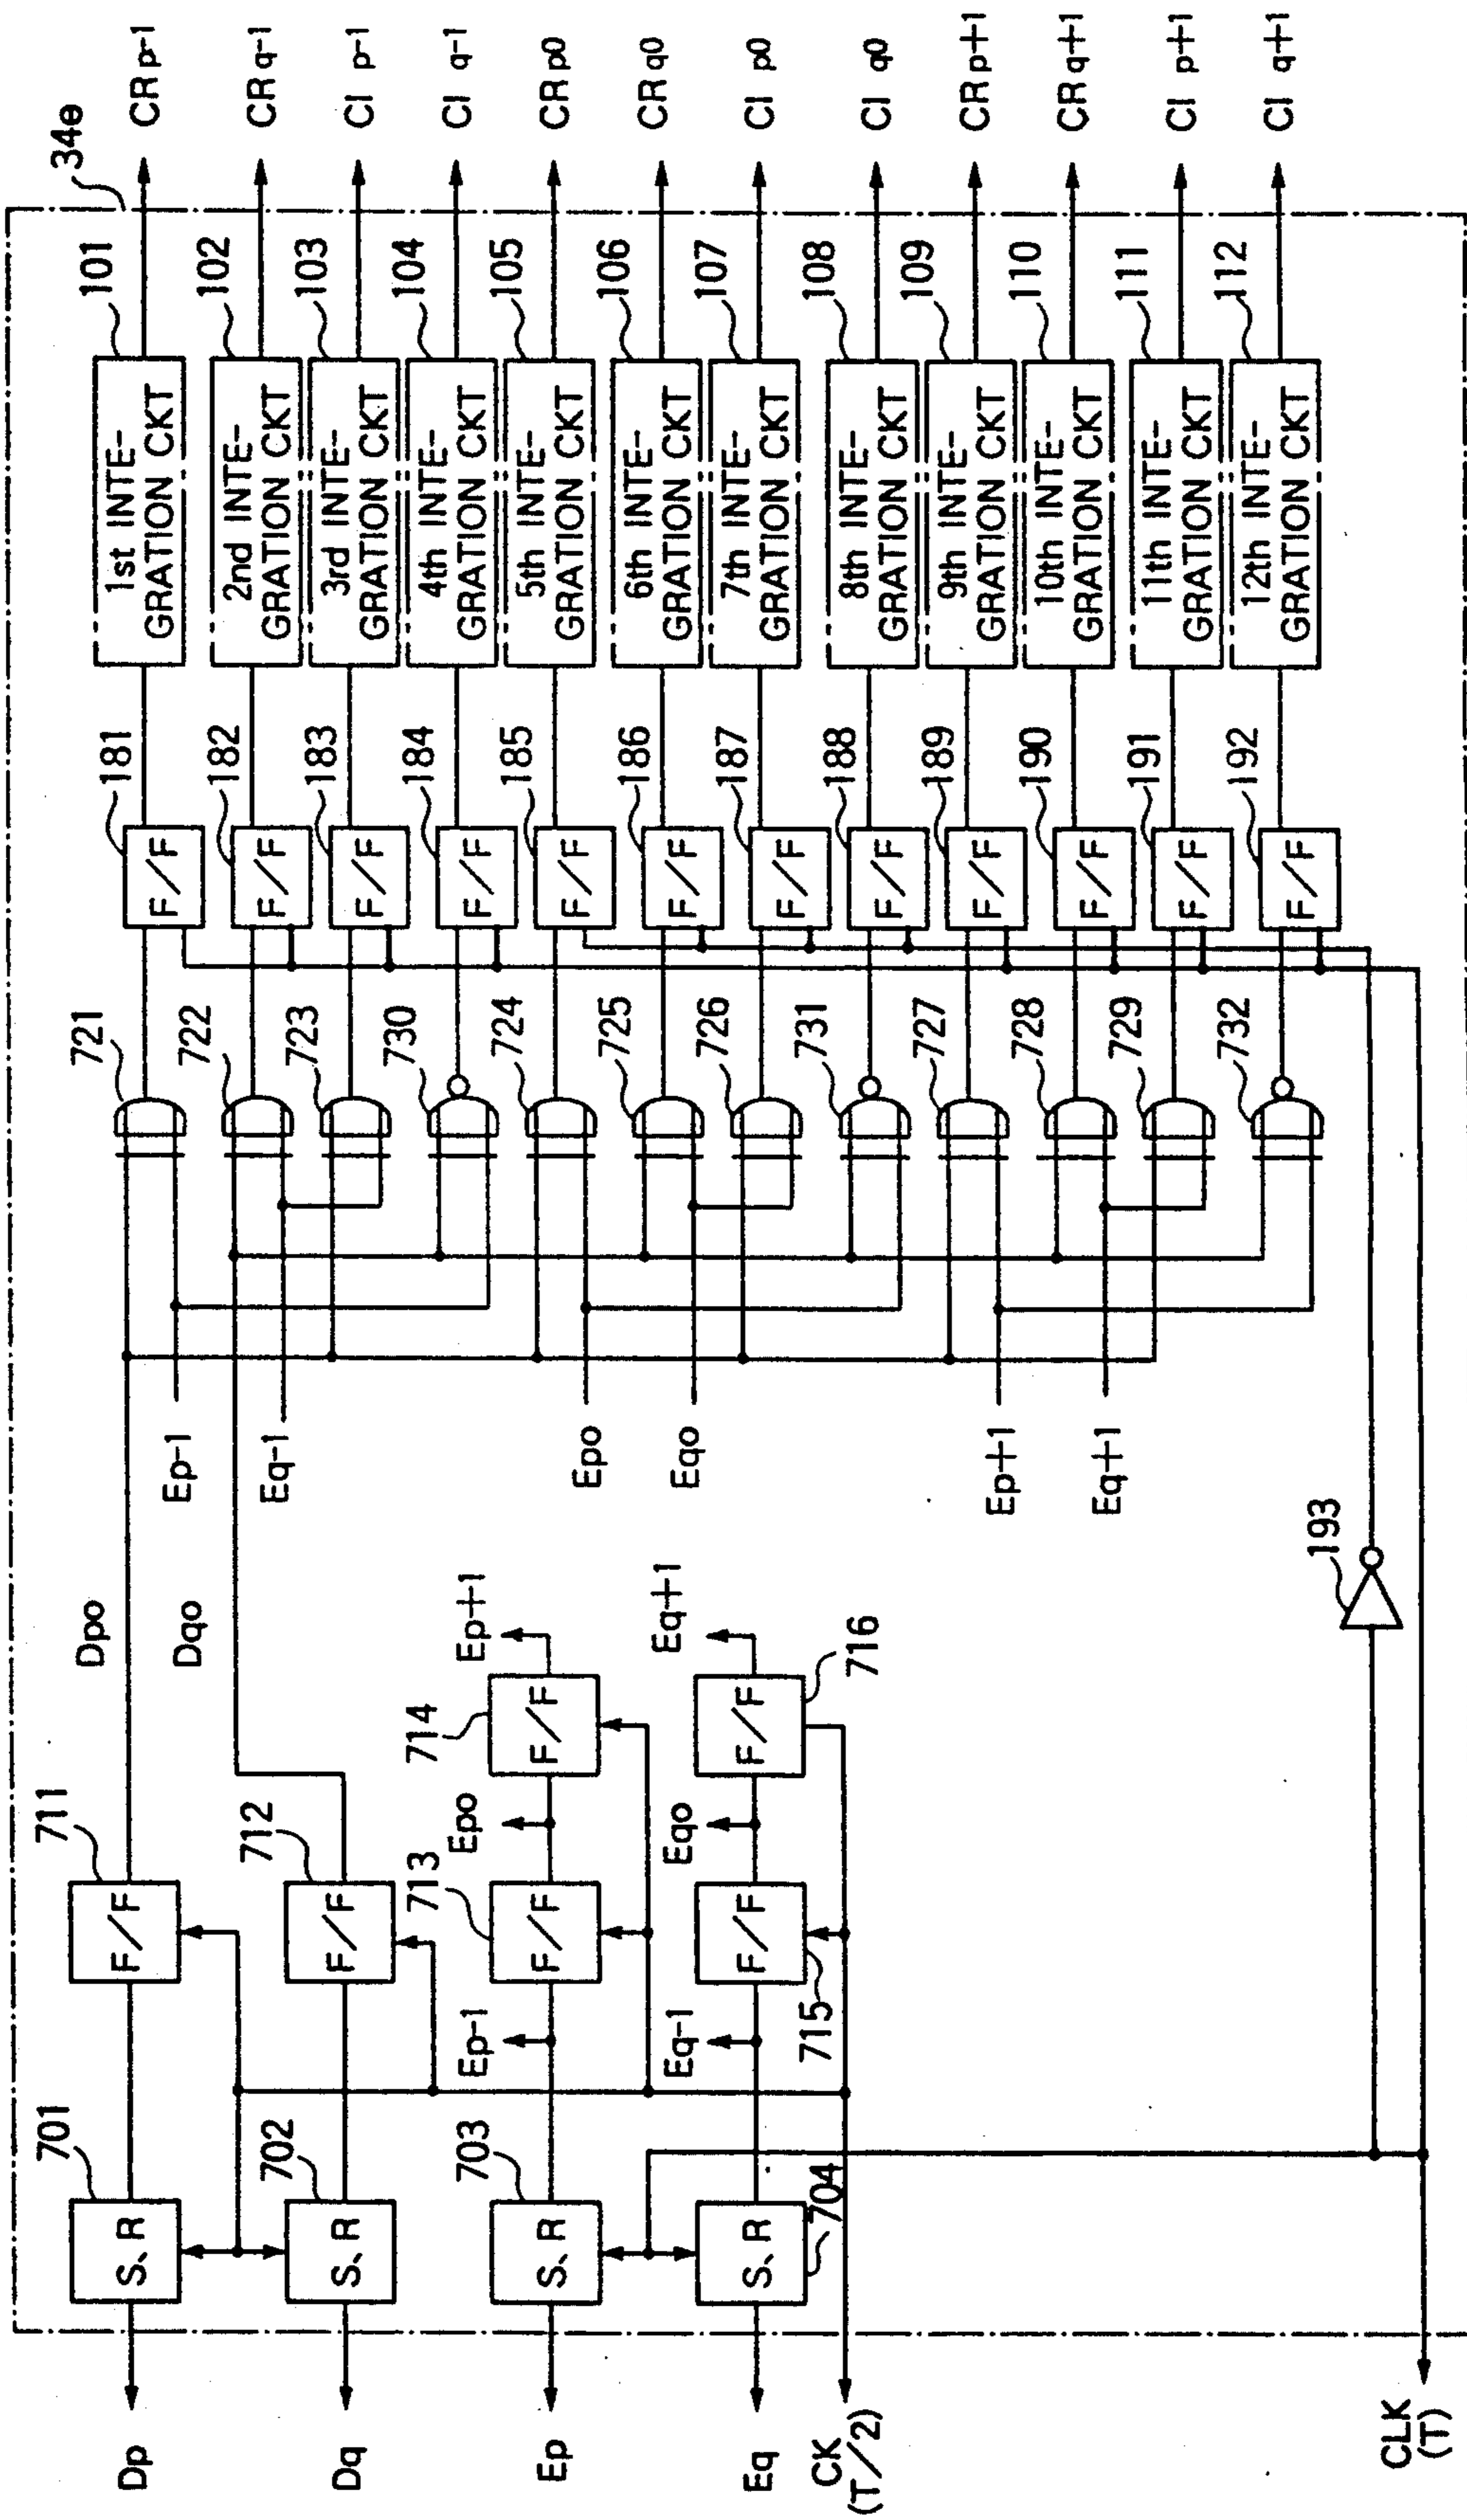 34e
Dp
701
S、R
711
F/F
Dpo
721
181
F/F
101
1st INTE-
GRATION CKT
CR p-1
Ep-1
Dq
702
S、R
712
F/F
Dqo
722
182
F/F
102
2nd INTE-
GRATION CKT
CR q-1
Eq-1
723
183
F/F
103
3rd INTE-
GRATION CKT
CI p-1
730
184
F/F
104
4th INTE-
GRATION CKT
CI q-1
Ep
703
S、R
Ep-1
713
F/F
Epo
714
F/F
Ep+1
724
185
F/F
105
5th INTE-
GRATION CKT
CR p0
Epo
725
186
F/F
106
6th INTE-
GRATION CKT
CR q0
Eqo
Eq
704
S、R
Eq-1
715
F/F
Eqo
716
F/F
Eq+1
726
187
F/F
107
7th INTE-
GRATION CKT
CI p0
CK
(T/2)
731
188
F/F
108
8th INTE-
GRATION CKT
CI q0
727
189
F/F
109
9th INTE-
GRATION CKT
CR p+1
Ep+1
728
190
F/F
110
10th INTE-
GRATION CKT
CR q+1
Eq+1
729
191
F/F
111
11th INTE-
GRATION CKT
CI p+1
732
192
F/F
112
12th INTE-
GRATION CKT
CI q+1
193
CLK
(T)